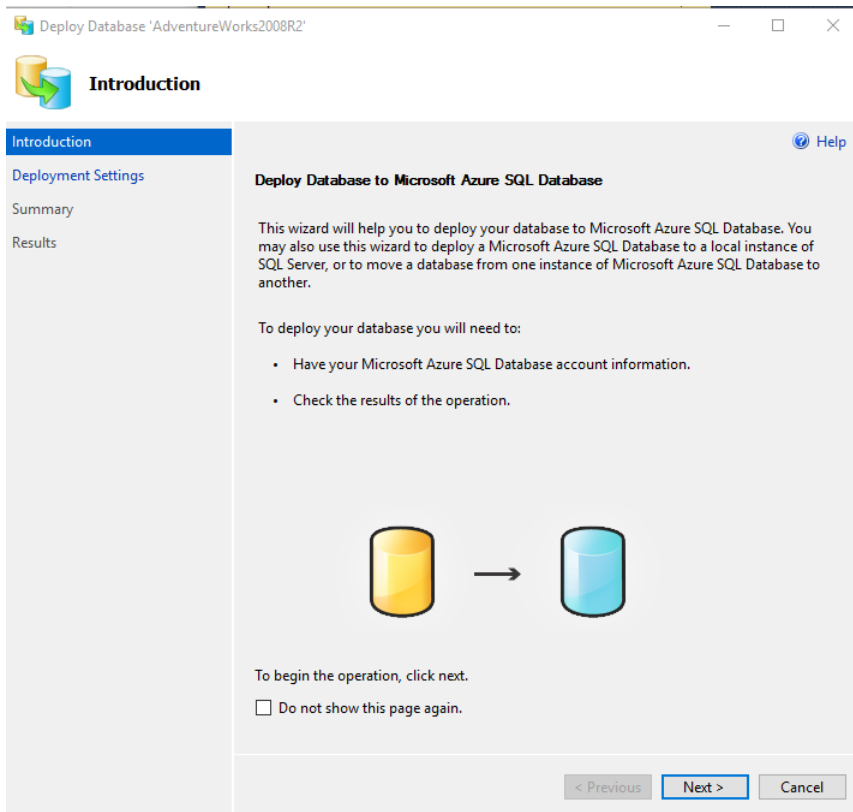 Deploy Database 'AdventureWorks2008R2'
Introduction
Introduction
Help
Deployment Settings
Summary
Results
Deploy Database to Microsoft Azure SQL Database
This wizard will help you to deploy your database to Microsoft Azure SQL Database. You
may also use this wizard to deploy a Microsoft Azure SQL Database to a local instance of
SQL Server, or to move a database from one instance of Microsoft Azure SQL Database to
another.
To deploy your database you will need to:
• Have your Microsoft Azure SQL Database account information.
• Check the results of the operation.
To begin the operation, click next.
Do not show this page again.
< Previous
Next >
Cancel